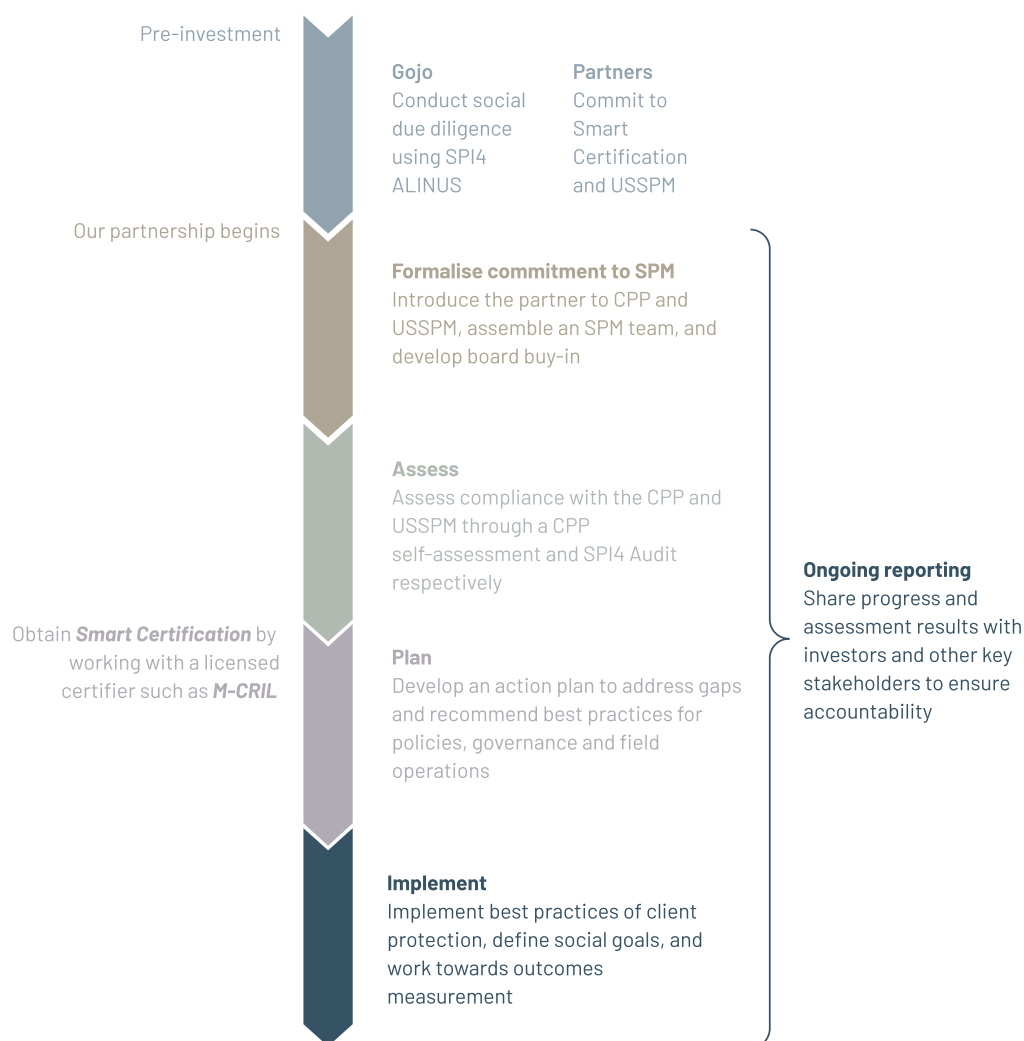 Pre-investment
Gojo
Conduct social
due diligence
using SPI4
ALINUS
Partners
Commit to
Smart
Certification
and USSPM
Our partnership begins
Formalise commitment to SPM
Introduce the partner to CPP and
USSPM, assemble an SPM team, and
develop board buy-in
Assess
Assess compliance with the CPP and
USSPM through a CPP
self-assessment and SPI4 Audit
respectively
Obtain Smart Certification by
working with a licensed
certifier such as M-CRIL
Plan
Develop an action plan to address gaps
and recommend best practices for
policies, governance and field
operations
Implement
Implement best practices of client
protection, define social goals, and
work towards outcomes
measurement
Ongoing reporting
Share progress and
assessment results with
investors and other key
stakeholders to ensure
accountability